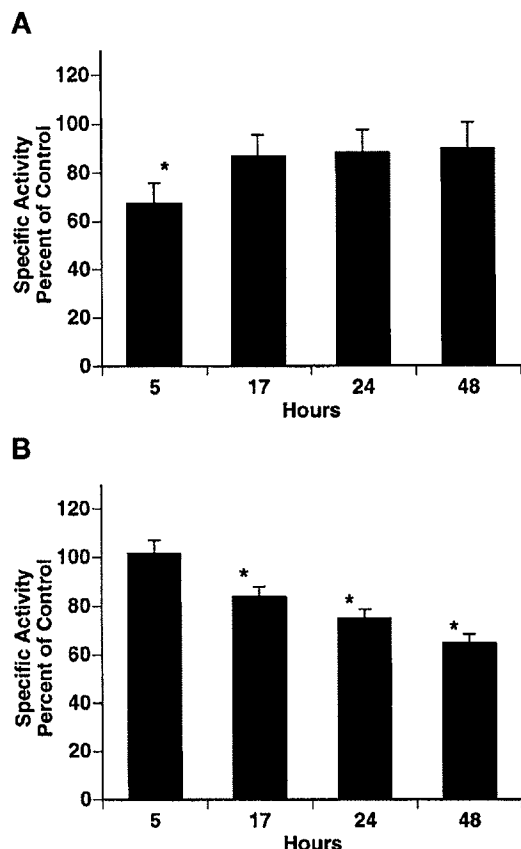 A
120
100
80
60
40
20
0
Specific Activity
Percent of Control
*
5 17 24 48
Hours
B
120
100
80
60
40
20
0
Specific Activity
Percent of Control
* * *
5 17 24 48
Hours